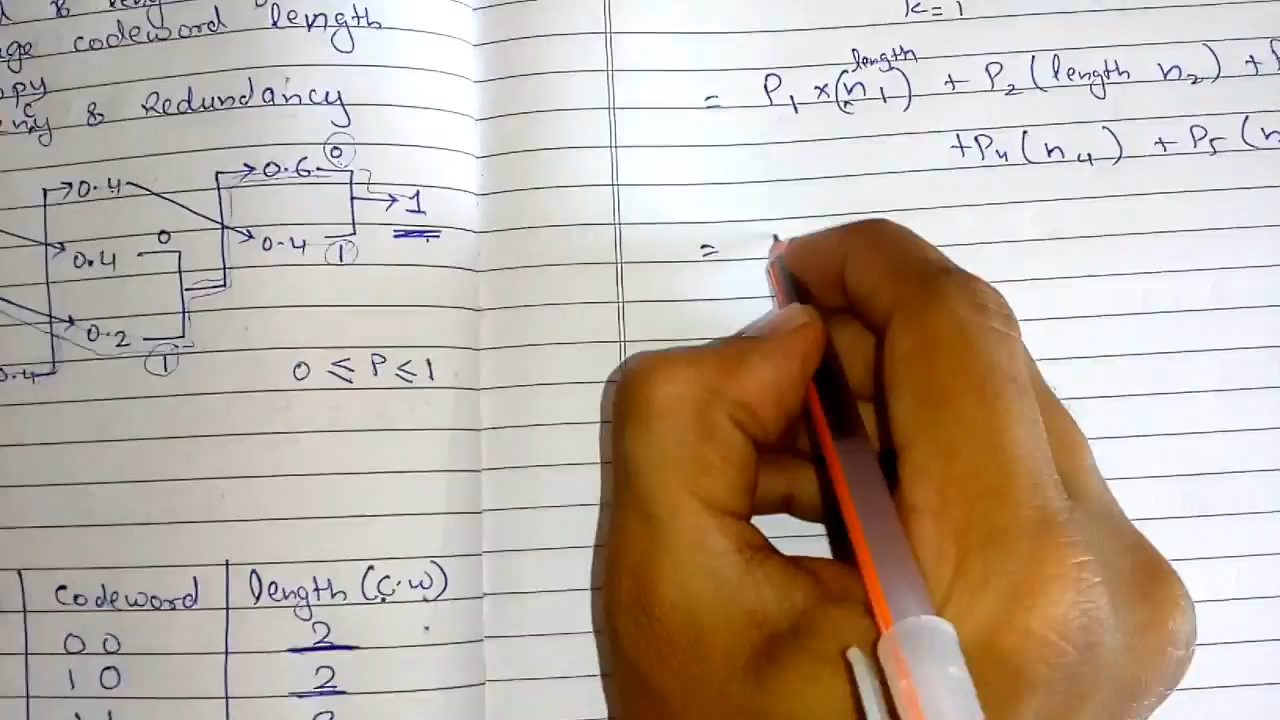 length
codeword length
& Redundancy
0.4
0.4
0
0.2
1
0.6
0
0.4
1
1
0 ≤ P ≤ 1
codeword | length (C.W)
0 0 | 2
1 0 | 2
k=1
= P₁ × (n₁) + P₂ (length n₂) +
+P₄ (n₄) + P₅ (n
=